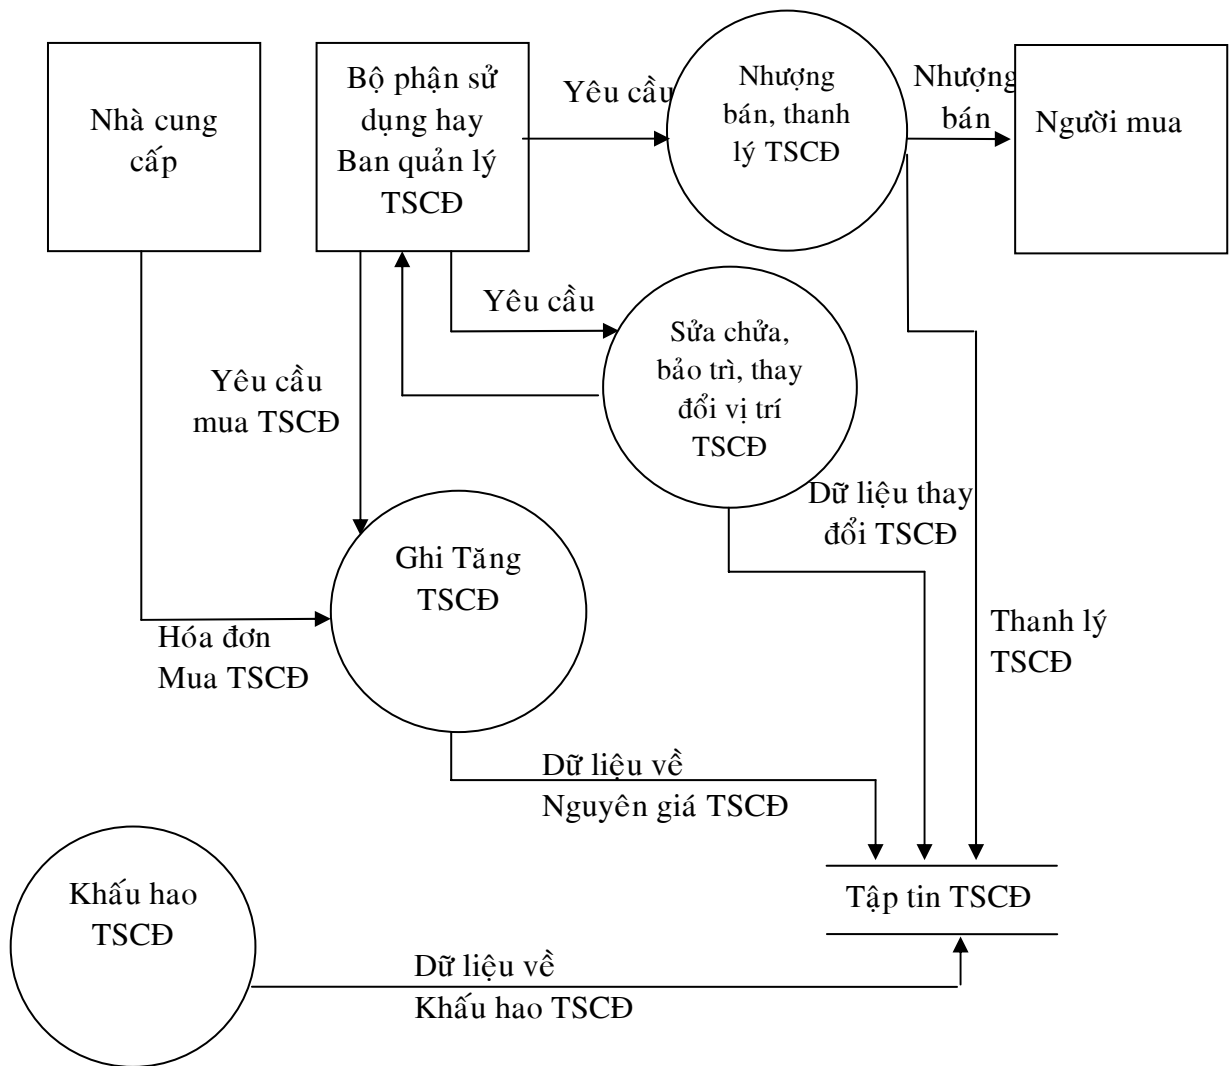 Nhà cung
cấp
Bộ phận sử
dụng hay
Ban quản lý
TSCĐ
Yêu cầu
Nhượng
bán, thanh
lý TSCĐ
Nhượng
bán
Người mua
Yêu cầu
Sửa chửa,
bảo trì, thay
đổi vị trí
TSCĐ
Yêu cầu
mua TSCĐ
Dữ liệu thay
đổi TSCĐ
Ghi Tăng
TSCĐ
Hóa đơn
Mua TSCĐ
Thanh lý
TSCĐ
Dữ liệu về
Nguyên giá TSCĐ
Khấu hao
TSCĐ
Tập tin TSCĐ
Dữ liệu về
Khấu hao TSCĐ